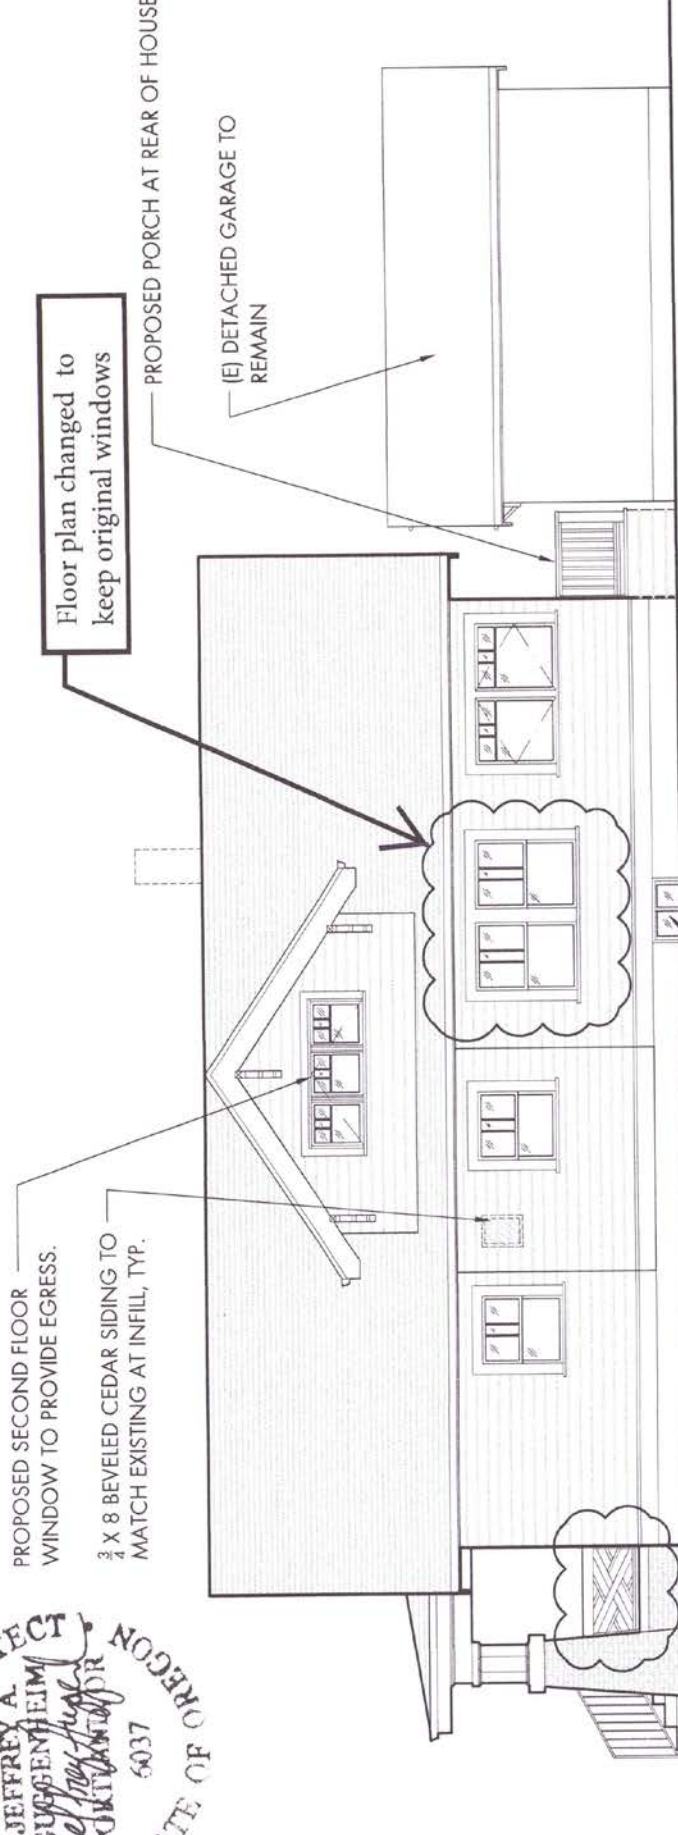 JEFFREY A.
GUGGENHEIM
6037
OF OREGON
PROPOSED SECOND FLOOR
WINDOW TO PROVIDE EGRESS.
3/4 X 8 BEVELED CEDAR SIDING TO
MATCH EXISTING AT INFILL, TYP.
Floor plan changed to
keep original windows
PROPOSED PORCH AT REAR OF HOUSE
(E) DETACHED GARAGE TO
REMAIN